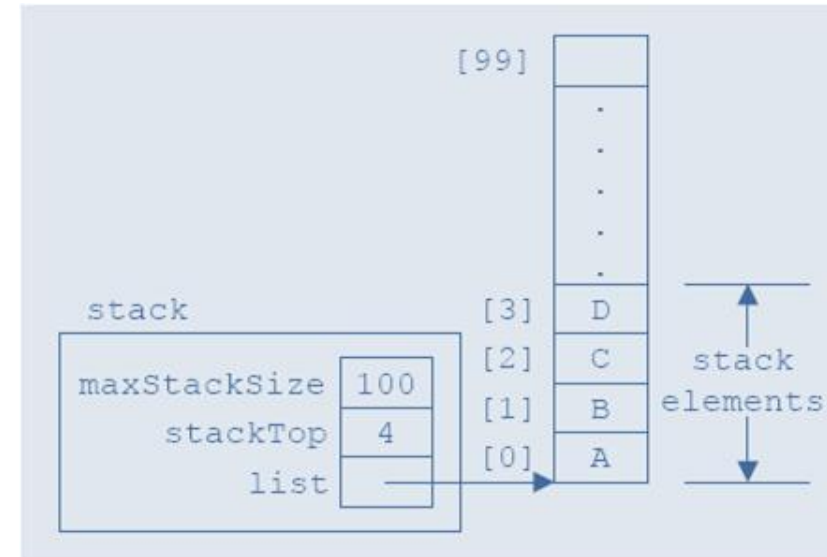 [99]
.
.
.
.
.
stack
[3] D
[2] C
stack
maxStackSize 100
[1] B
elements
stackTop 4
[0] A
list